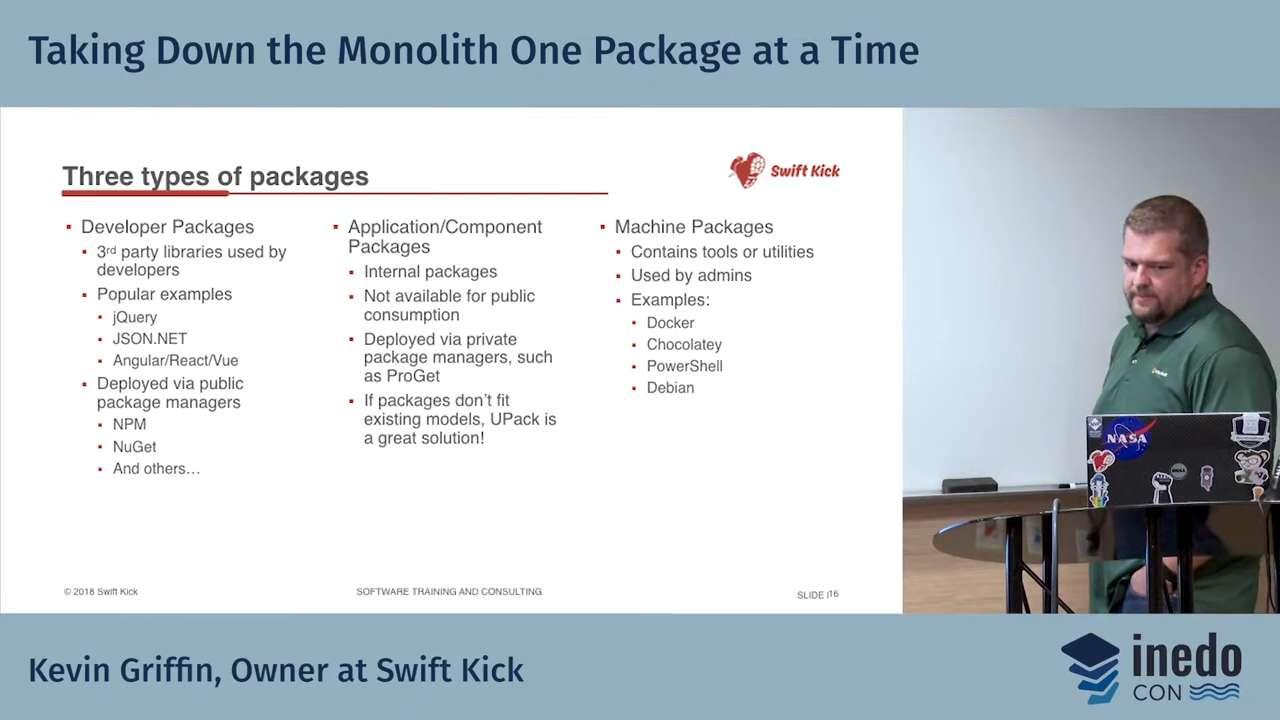 Taking Down the Monolith One Package at a Time
Three types of packages
Swift Kick
▪ Developer Packages
▪ 3rd party libraries used by
developers
▪ Popular examples
▪ jQuery
▪ JSON.NET
▪ Angular/React/Vue
▪ Deployed via public
package managers
▪ NPM
▪ NuGet
▪ And others…
▪ Application/Component
Packages
▪ Internal packages
▪ Not available for public
consumption
▪ Deployed via private
package managers, such
as ProGet
▪ If packages don’t fit
existing models, UPack is
a great solution!
▪ Machine Packages
▪ Contains tools or utilities
▪ Used by admins
▪ Examples:
▪ Docker
▪ Chocolatey
▪ PowerShell
▪ Debian
NASA
DELL
© 2018 Swift Kick
SOFTWARE TRAINING AND CONSULTING
SLIDE |16
Kevin Griffin, Owner at Swift Kick
inedo
CON